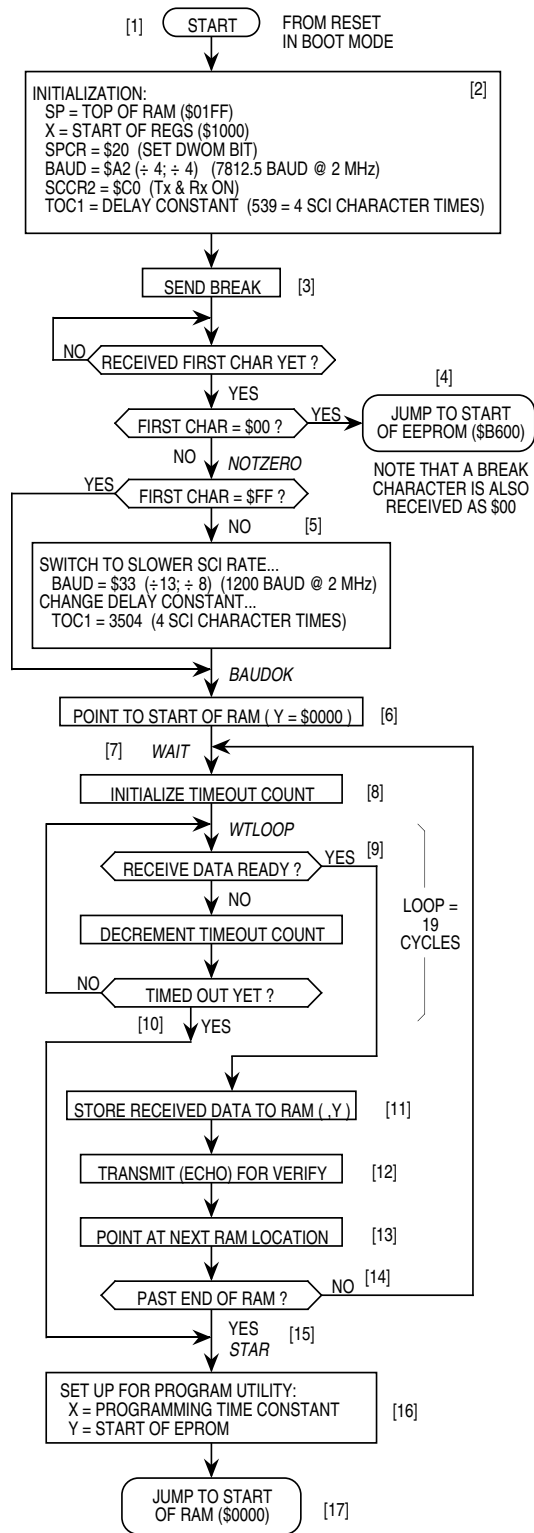 [1]
START
FROM RESET
IN BOOT MODE
[2]
INITIALIZATION:
SP = TOP OF RAM ($01FF)
X = START OF REGS ($1000)
SPCR = $20 (SET DWOM BIT)
BAUD = $A2 (÷ 4; ÷ 4) (7812.5 BAUD @ 2 MHz)
SCCR2 = $C0 (Tx & Rx ON)
TOC1 = DELAY CONSTANT (539 = 4 SCI CHARACTER TIMES)
SEND BREAK
[3]
NO
RECEIVED FIRST CHAR YET ?
YES
[4]
FIRST CHAR = $00 ?
YES
JUMP TO START
OF EEPROM ($B600)
NO
NOTZERO
NOTE THAT A BREAK
CHARACTER IS ALSO
RECEIVED AS $00
YES
FIRST CHAR = $FF ?
NO
[5]
SWITCH TO SLOWER SCI RATE...
BAUD = $33 (÷13; ÷ 8) (1200 BAUD @ 2 MHz)
CHANGE DELAY CONSTANT...
TOC1 = 3504 (4 SCI CHARACTER TIMES)
BAUDOK
POINT TO START OF RAM ( Y = $0000 )
[6]
[7]
WAIT
INITIALIZE TIMEOUT COUNT
[8]
WTLOOP
RECEIVE DATA READY ?
YES
[9]
NO
DECREMENT TIMEOUT COUNT
LOOP =
19
CYCLES
NO
TIMED OUT YET ?
[10]
YES
STORE RECEIVED DATA TO RAM ( ,Y )
[11]
TRANSMIT (ECHO) FOR VERIFY
[12]
POINT AT NEXT RAM LOCATION
[13]
PAST END OF RAM ?
NO
[14]
YES
[15]
STAR
SET UP FOR PROGRAM UTILITY:
X = PROGRAMMING TIME CONSTANT
Y = START OF EPROM
[16]
JUMP TO START
OF RAM ($0000)
[17]